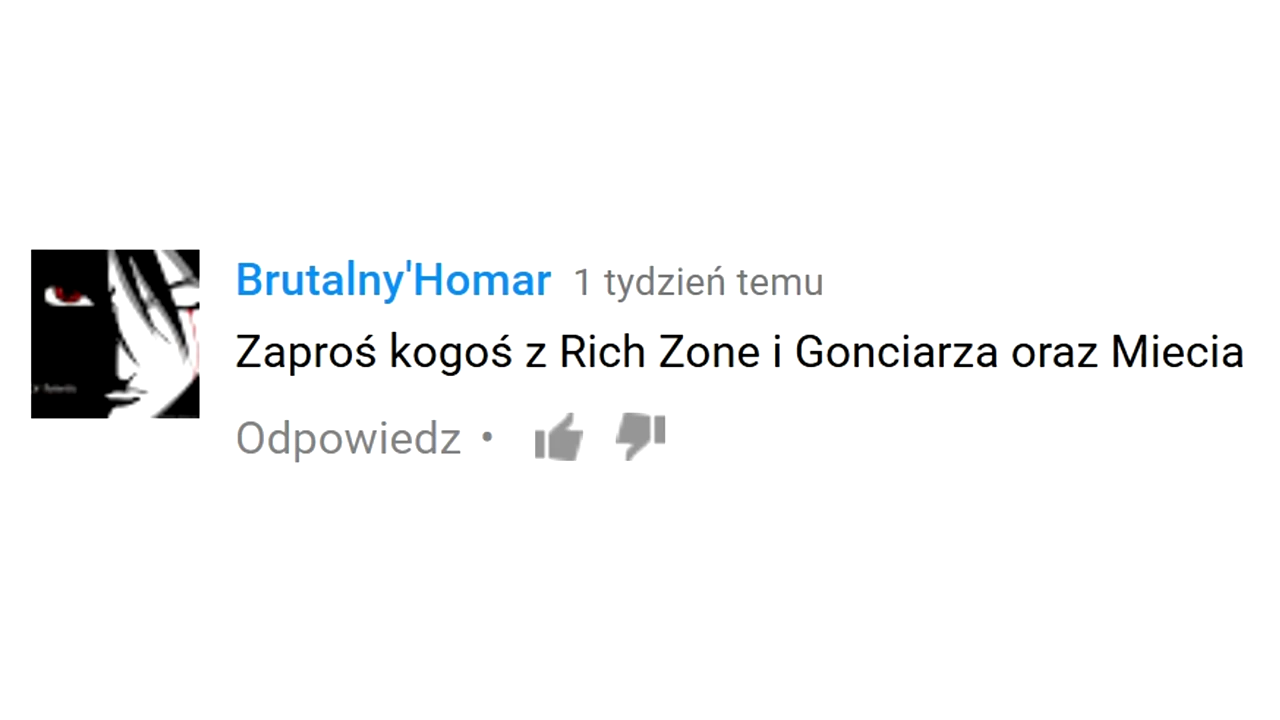 Brutalny'Homar 1 tydzień temu
Zaproś kogoś z Rich Zone i Gonciarza oraz Miecia
Odpowiedz •